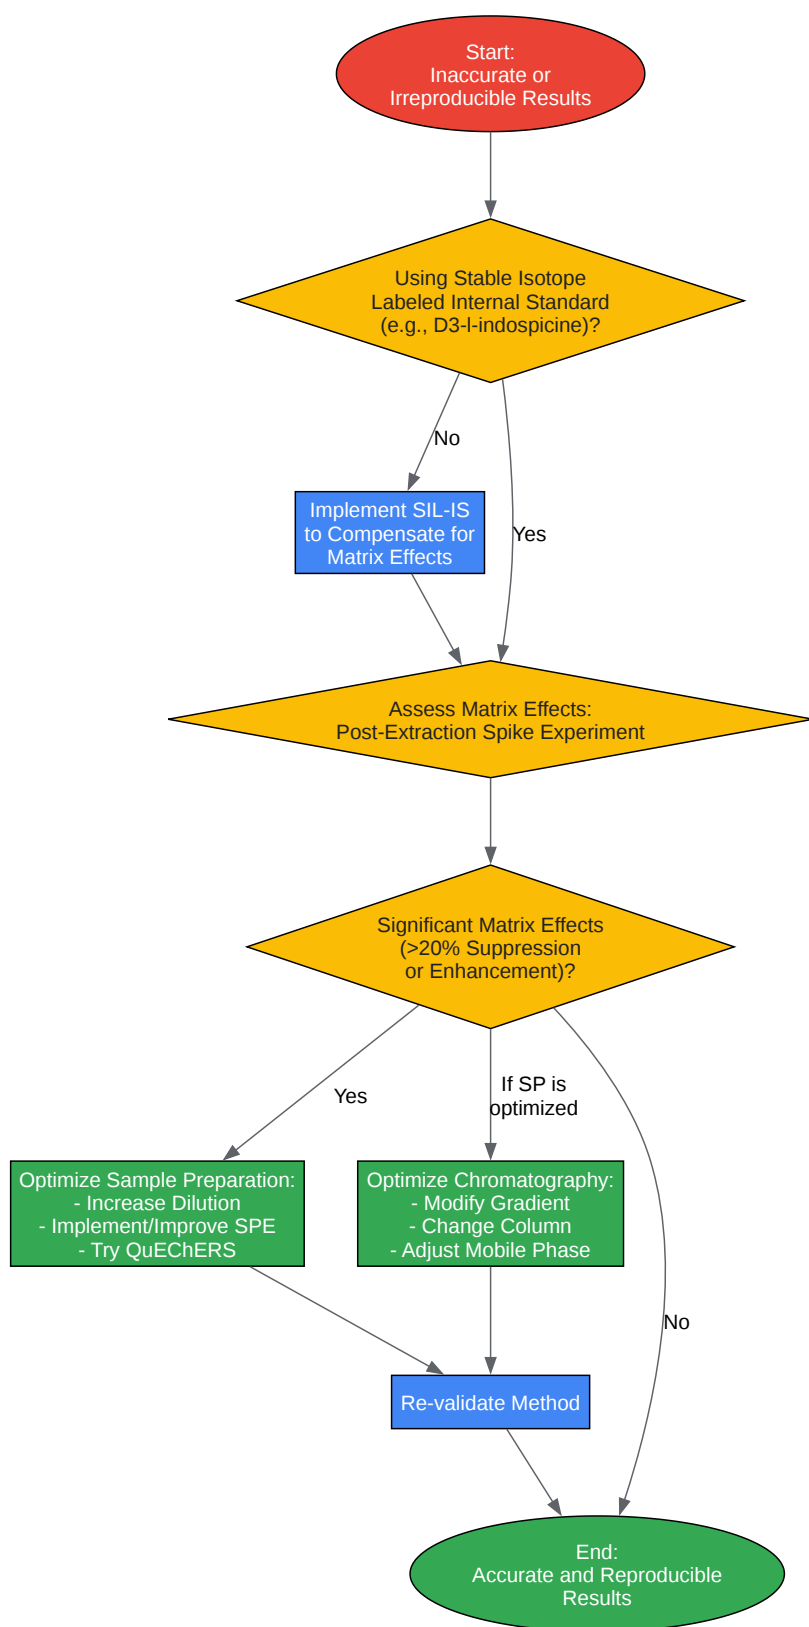 Start:
Inaccurate or
Irreproducible Results
Using Stable Isotope
Labeled Internal Standard
(e.g., D3-l-indospicine)?
No
Implement SIL-IS
to Compensate for
Matrix Effects
Yes
Assess Matrix Effects:
Post-Extraction Spike Experiment
Significant Matrix Effects
(>20% Suppression
or Enhancement)?
Yes
If SP is
optimized
Optimize Sample Preparation:
- Increase Dilution
- Implement/Improve SPE
- Try QuEChERS
Optimize Chromatography:
- Modify Gradient
- Change Column
- Adjust Mobile Phase
No
Re-validate Method
End:
Accurate and Reproducible
Results